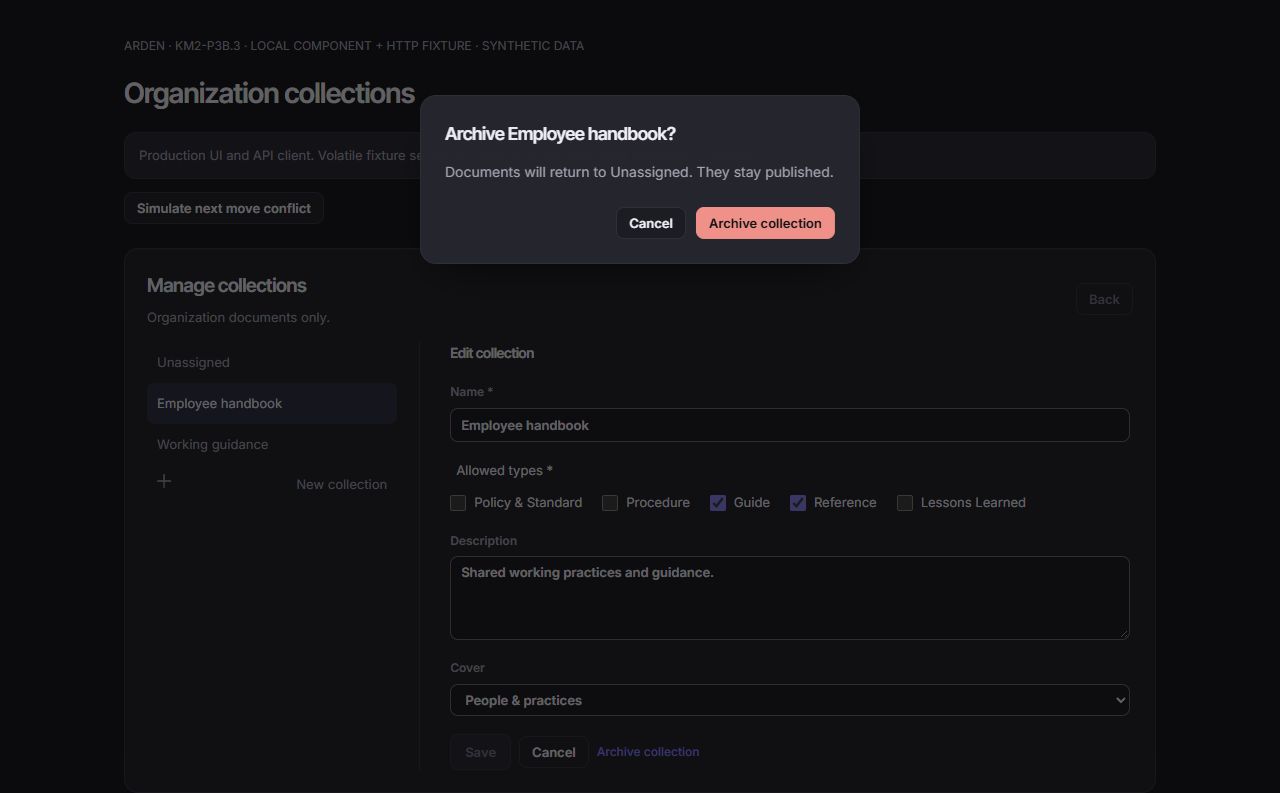 ARDEN · KM2-P3B.3 · LOCAL COMPONENT + HTTP FIXTURE · SYNTHETIC DATA
Organization collections
Production UI and API client. Volatile fixture se
Simulate next move conflict
Archive Employee handbook?
Documents will return to Unassigned. They stay published.
Cancel
Archive collection
Manage collections
Organization documents only.
Back
Unassigned
Employee handbook
Working guidance
New collection
Edit collection
Name *
Employee handbook
Allowed types *
Policy & Standard
Procedure
Guide
Reference
Lessons Learned
Description
Shared working practices and guidance.
Cover
People & practices
Save
Cancel
Archive collection